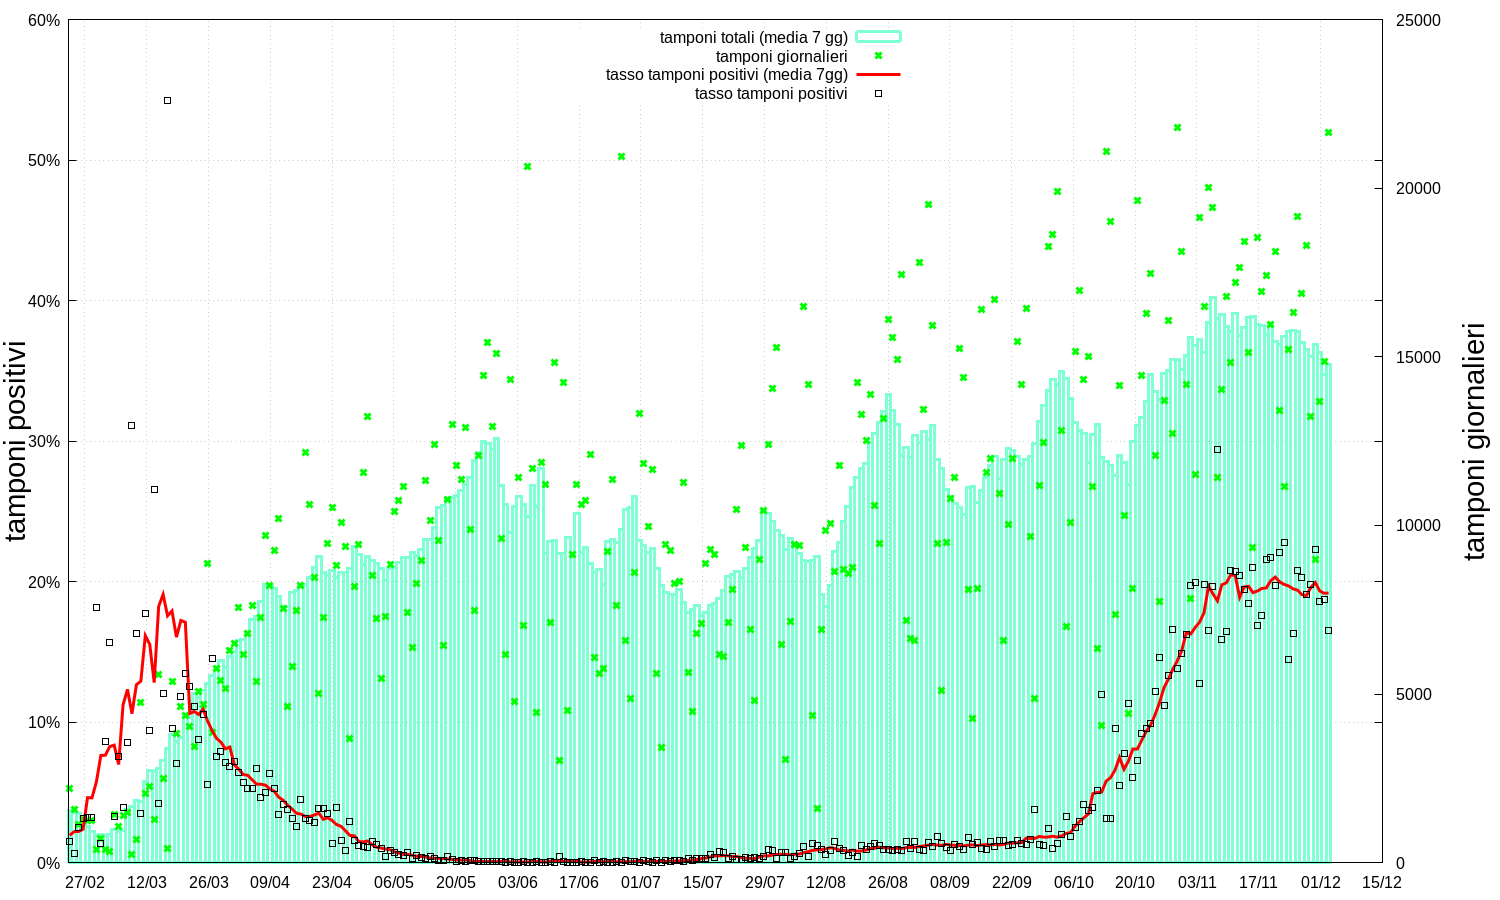 tamponi totali (media 7 gg)
tamponi giornalieri
tasso tamponi positivi (media 7gg)
tasso tamponi positivi
60%
50%
40%
30%
20%
10%
0%
tamponi positivi
25000
20000
15000
10000
5000
0
tamponi giornalieri
27/02 12/03 26/03 09/04 23/04 06/05 20/05 03/06 17/06 01/07 15/07 29/07 12/08 26/08 08/09 22/09 06/10 20/10 03/11 17/11 01/12 15/12